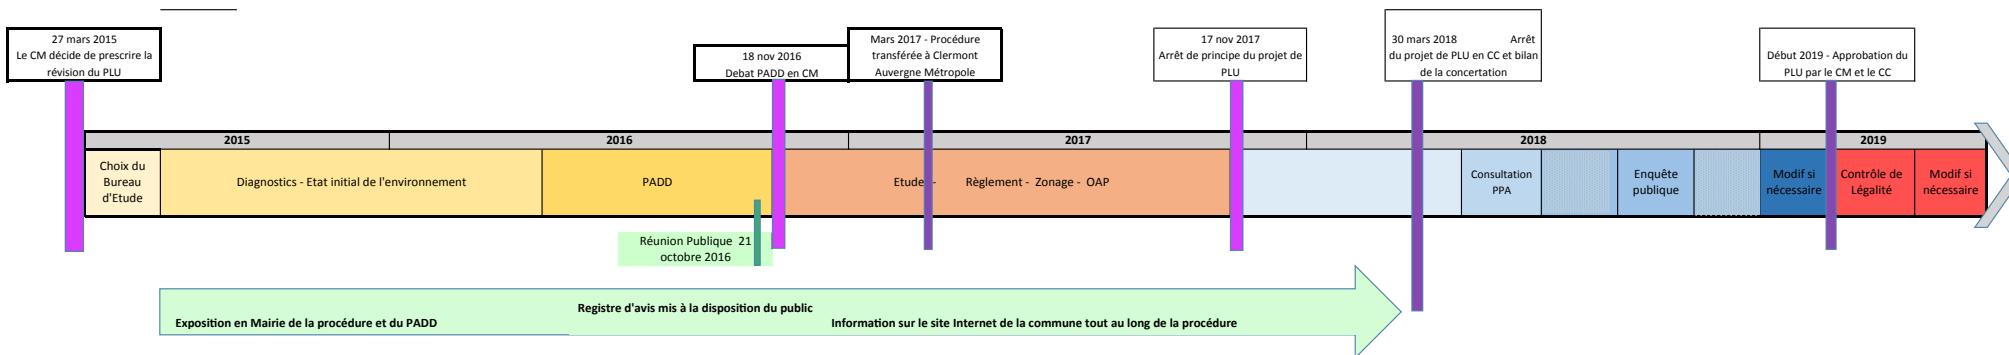 27 mars 2015
Le CM décide de prescrire la
révision du PLU
18 nov 2016
Debat PADD en CM
Mars 2017 - Procédure
transférée à Clermont
Auvergne Métropole
17 nov 2017
Arrêt de principe du projet de
PLU
30 mars 2018 Arrêt
du projet de PLU en CC et bilan
de la concertation
Début 2019 - Approbation du
PLU par le CM et le CC
2015
2016
2017
2018
2019
Choix du
Bureau
d'Etude
Diagnostics - Etat initial de l'environnement
PADD
Etudes - Règlement - Zonage - OAP
Consultation
PPA
Enquête
publique
Modif si
nécessaire
Contrôle de
Légalité
Modif si
nécessaire
Réunion Publique 21
octobre 2016
Registre d'avis mis à la disposition du public
Exposition en Mairie de la procédure et du PADD
Information sur le site Internet de la commune tout au long de la procédure